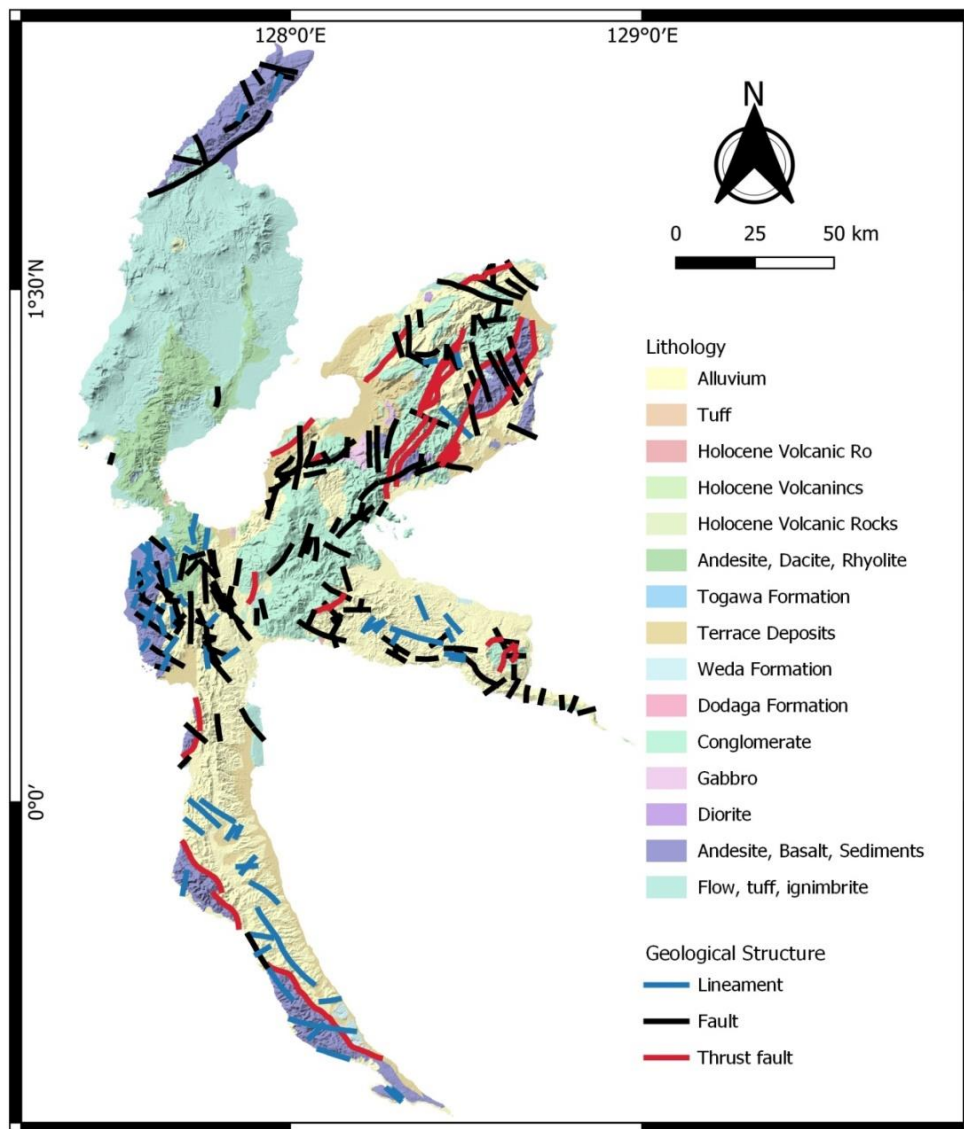 128°0′E
129°0′E
N
0 25 50 km
1°30′N
Lithology
Alluvium
Tuff
Holocene Volcanic Ro
Holocene Volcanincs
Holocene Volcanic Rocks
Andesite, Dacite, Rhyolite
Togawa Formation
Terrace Deposits
Weda Formation
Dodaga Formation
Conglomerate
0°0′
Gabbro
Diorite
Andesite, Basalt, Sediments
Flow, tuff, ignimbrite
Geological Structure
Lineament
Fault
Thrust fault